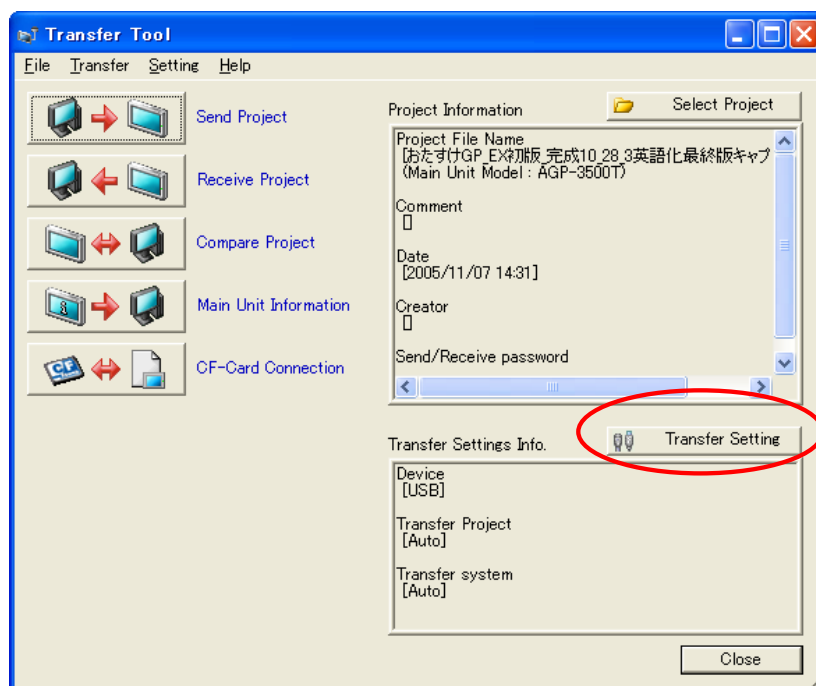 Transfer Tool
File Transfer Setting Help
Send Project
Receive Project
Compare Project
Main Unit Information
CF
CF-Card Connection
Project Information
Select Project
Project File Name
[おたすけGP_EX初版_完成10_28_3英語化最終版キャプ
(Main Unit Model : AGP-3500T)
Comment
[]
Date
[2005/11/07 14:31]
Creator
[]
Send/Receive password
Transfer Settings Info.
Transfer Setting
Device
[USB]
Transfer Project
[Auto]
Transfer system
[Auto]
Close